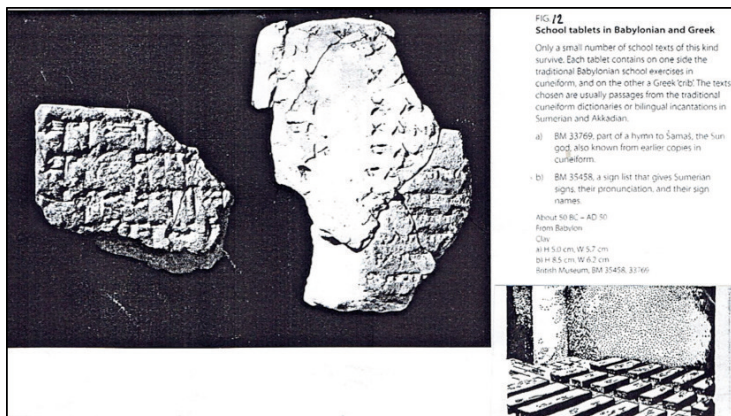 FIG. 12
School tablets in Babylonian and Greek
Only a small number of school texts of this kind
survive. Each tablet contains on one side the
traditional Babylonian school exercises in
cuneiform, and on the other a Greek 'crib'. The texts
chosen are usually passages from the traditional
cuneiform dictionaries or bilingual incantations in
Sumerian and Akkadian.
a) BM 33769, part of a hymn to Šamaš, the Sun
god, also known from earlier copies in
cuneiform.
b) BM 35458, a sign list that gives Sumerian
signs, their pronunciation, and their sign
names.
About 50 BC – AD 50
From Babylon
Clay
a) H 5.0 cm, W 5.7 cm
b) H 8.5 cm, W 6.2 cm
British Museum, BM 35458, 33769